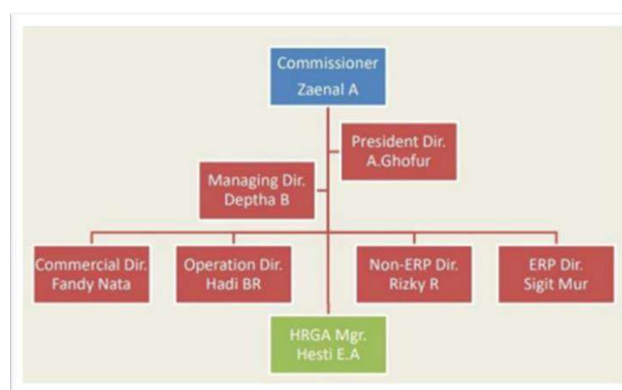 Commissioner
Zaenal A
President Dir.
A.Ghofur
Managing Dir.
Deptha B
Commercial Dir.
Fandy Nata
Operation Dir.
Hadi BR
Non-ERP Dir.
Rizky R
ERP Dir.
Sigit Mur
HRGA Mgr.
Hesti E.A